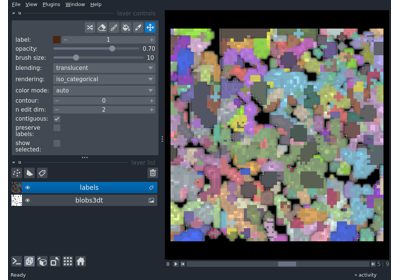 File View Plugins Window Help
layer controls
label: 1
opacity: 0.70
brush size: 10
blending: translucent
rendering: iso_categorical
color mode: auto
contour: 0
n edit dim: 2
contiguous:
preserve
labels:
show
selected:
layer list
labels
blobs3dt
Ready
activity